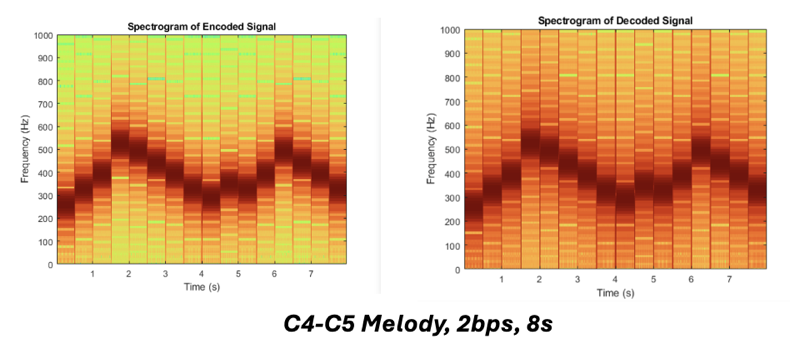 Spectrogram of Encoded Signal
1000
900
800
700
600
500
400
300
200
100
0
Frequency (Hz)
1 2 3 4 5 6 7
Time (s)
Spectrogram of Decoded Signal
1000
900
800
700
600
500
400
300
200
100
0
Frequency (Hz)
1 2 3 4 5 6 7
Time (s)
C4-C5 Melody, 2bps, 8s